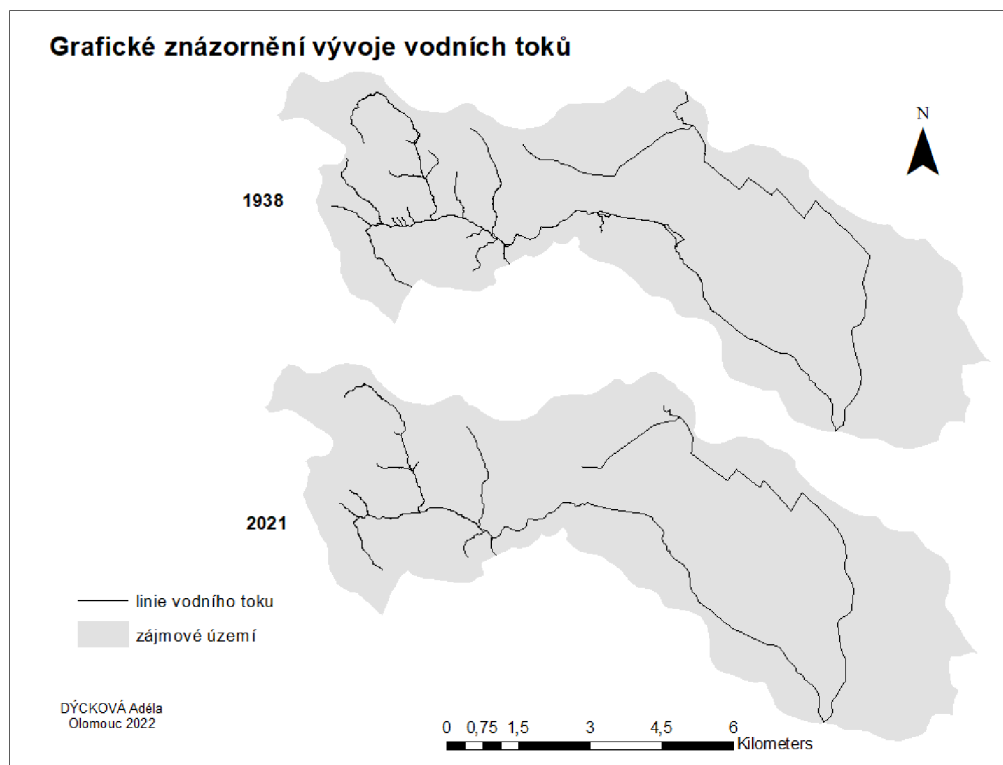 Grafické znázornění vývoje vodních toků
N
1938
2021
linie vodního toku
zájmové území
DÝCKOVÁ Adéla
Olomouc 2022
0 0,75 1,5 3 4,5 6
Kilometers